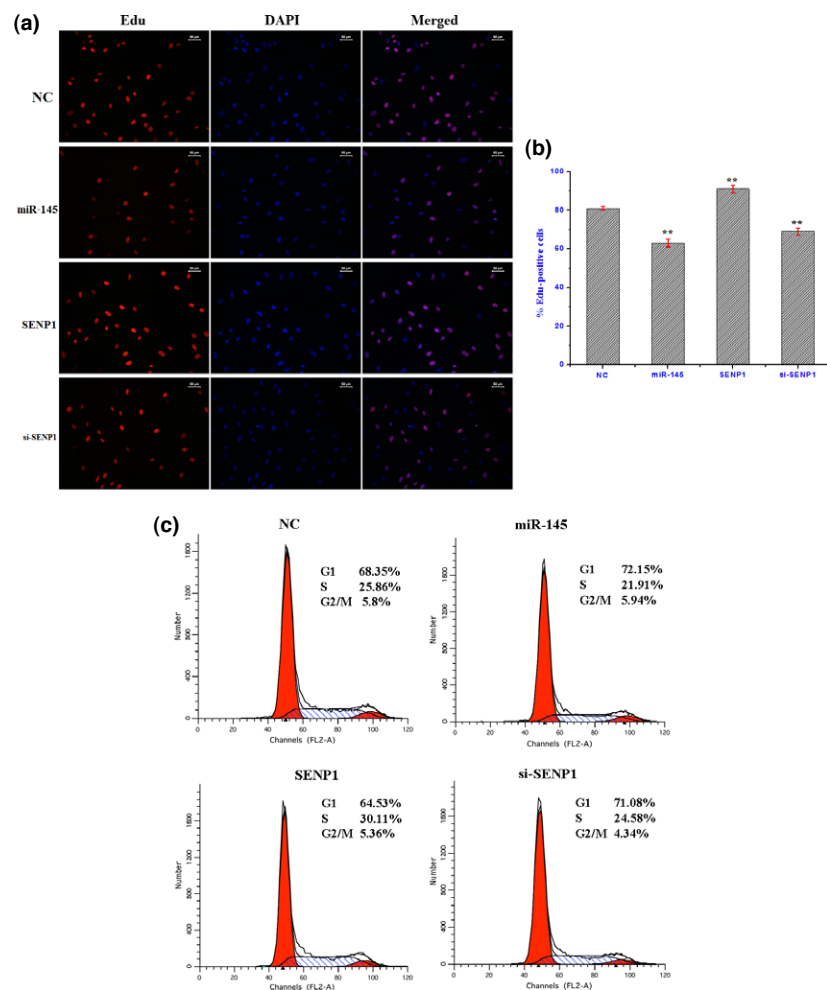 (a)
Edu DAPI Merged
NC
miR-145
SENP1
si-SENP1
(b)
% Edu-positive cells
100
80
60
40
20
0
**
**
**
NC miR-145 SENP1 si-SENP1
(c)
NC
G1 68.35%
S 25.86%
G2/M 5.8%
Number
1600
1200
800
400
0
0 20 40 60 80 100 120
Channels (FL2-A)
miR-145
G1 72.15%
S 21.91%
G2/M 5.94%
Number
1600
1200
800
400
0
0 20 40 60 80 100 120
Channels (FL2-A)
SENP1
G1 64.53%
S 30.11%
G2/M 5.36%
Number
1600
1200
800
400
0
0 20 40 60 80 100 120
Channels (FL2-A)
si-SENP1
G1 71.08%
S 24.58%
G2/M 4.34%
Number
1600
1200
800
400
0
0 20 40 60 80 100 120
Channels (FL2-A)